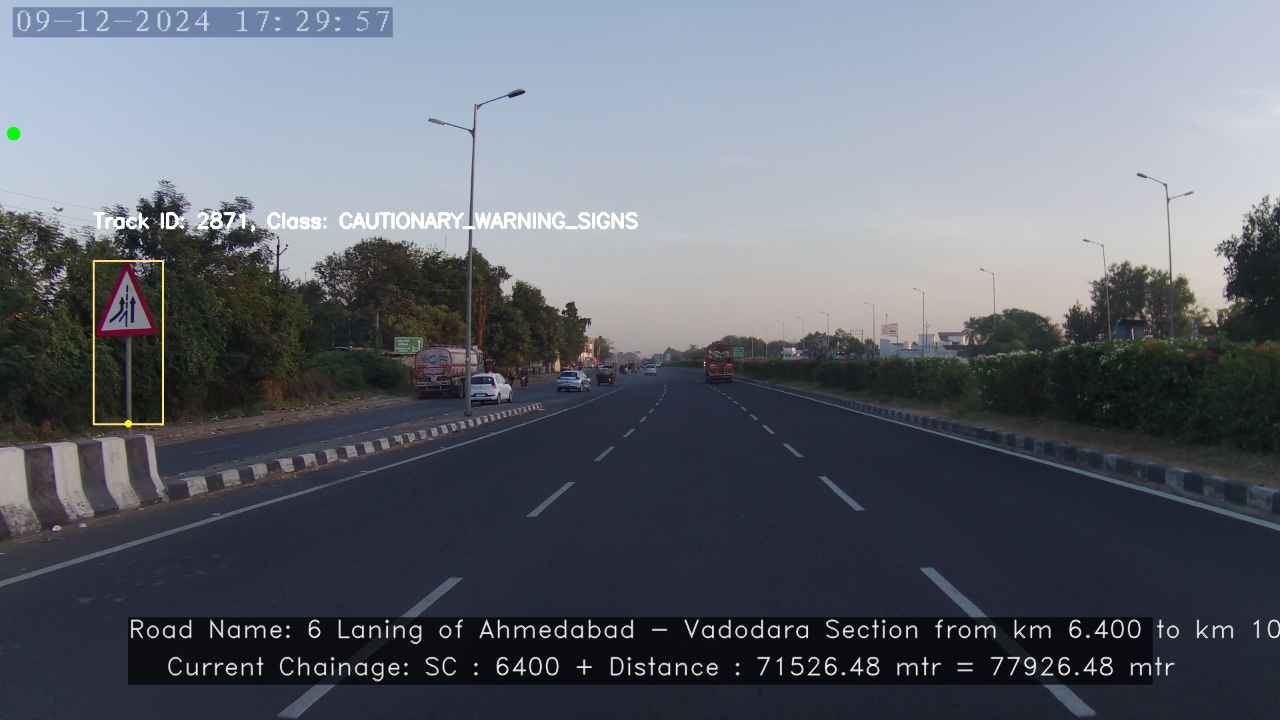 09-12-2024 17:29:57
Track ID: 2871, Class: CAUTIONARY_WARNING_SIGNS
Road Name: 6 Laning of Ahmedabad - Vadodara Section from km 6.400 to km 10
Current Chainage: SC : 6400 + Distance : 71526.48 mtr = 77926.48 mtr